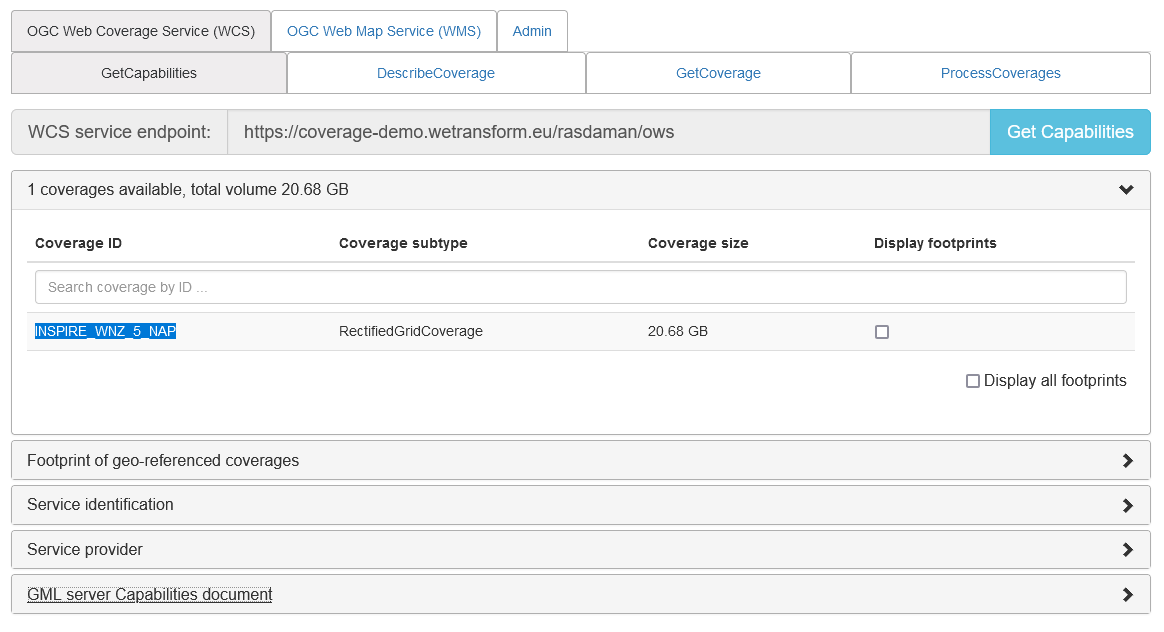 OGC Web Coverage Service (WCS) OGC Web Map Service (WMS) Admin
GetCapabilities DescribeCoverage GetCoverage ProcessCoverages
WCS service endpoint: https://coverage-demo.wetransform.eu/rasdaman/ows Get Capabilities
1 coverages available, total volume 20.68 GB
Coverage ID Coverage subtype Coverage size Display footprints
Search coverage by ID ...
INSPIRE_WNZ_5_NAP RectifiedGridCoverage 20.68 GB
Display all footprints
Footprint of geo-referenced coverages
Service identification
Service provider
GML server Capabilities document